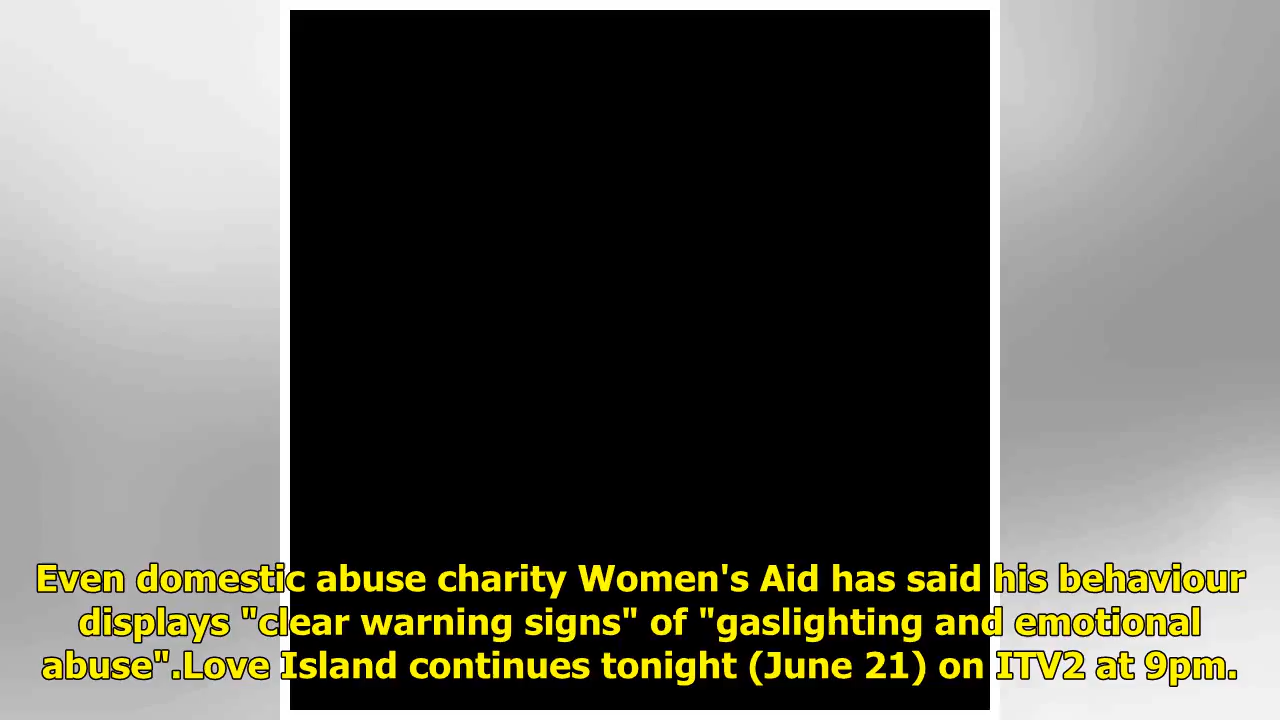 Even domestic abuse charity Women's Aid has said his behaviour
displays "clear warning signs" of "gaslighting and emotional
abuse".Love Island continues tonight (June 21) on ITV2 at 9pm.